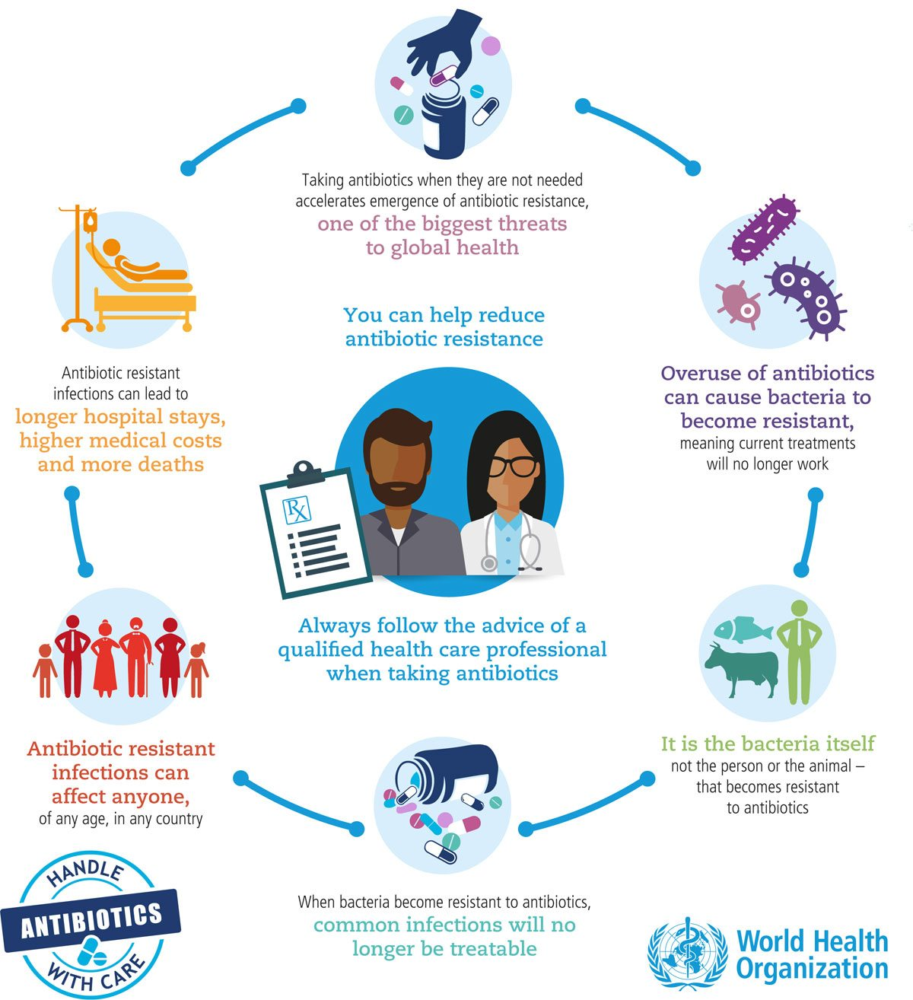 Taking antibiotics when they are not needed
accelerates emergence of antibiotic resistance,
one of the biggest threats
to global health
You can help reduce
antibiotic resistance
Antibiotic resistant
infections can lead to
longer hospital stays,
higher medical costs
and more deaths
Overuse of antibiotics
can cause bacteria to
become resistant,
meaning current treatments
will no longer work
Rx
Always follow the advice of a
qualified health care professional
when taking antibiotics
Antibiotic resistant
infections can
affect anyone,
of any age, in any country
It is the bacteria itself
not the person or the animal –
that becomes resistant
to antibiotics
When bacteria become resistant to antibiotics,
common infections will no
longer be treatable
HANDLE
ANTIBIOTICS
WITH CARE
World Health
Organization